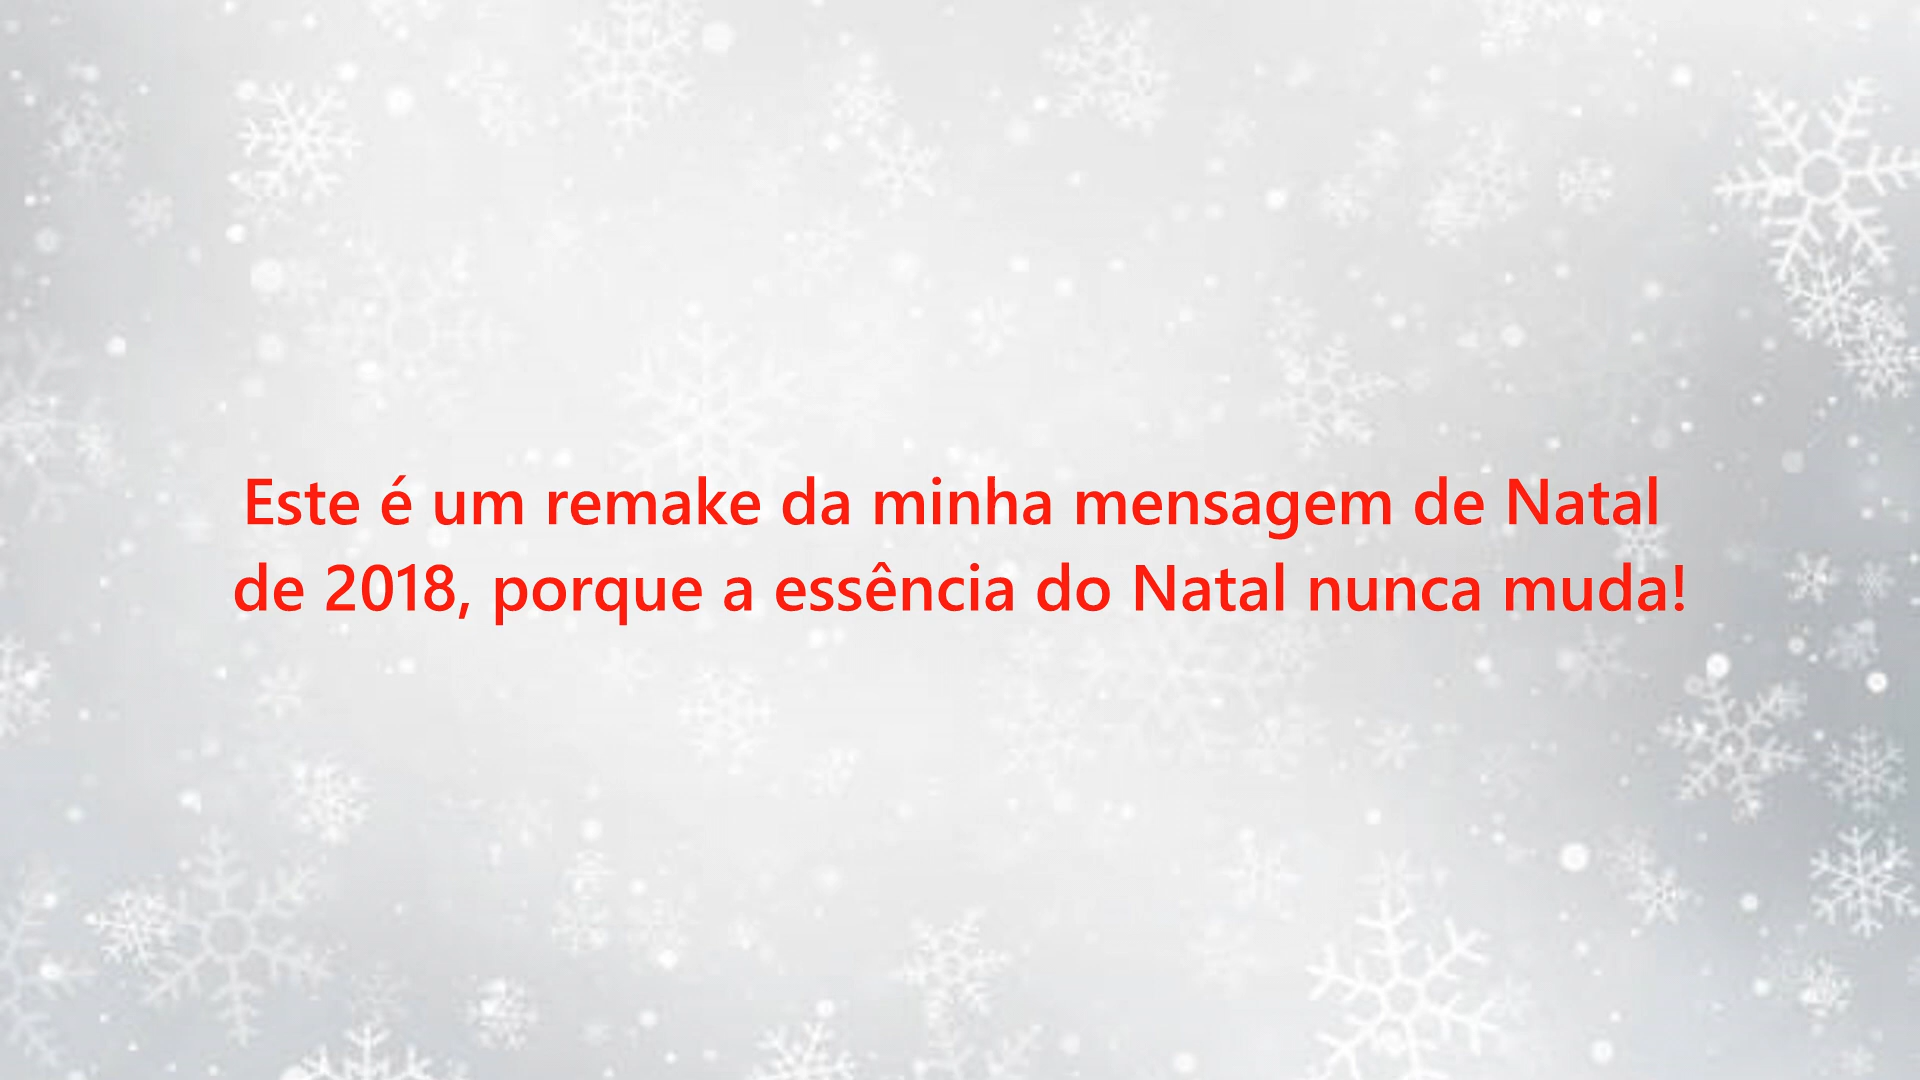 Este é um remake da minha mensagem de Natal
de 2018, porque a essência do Natal nunca muda!